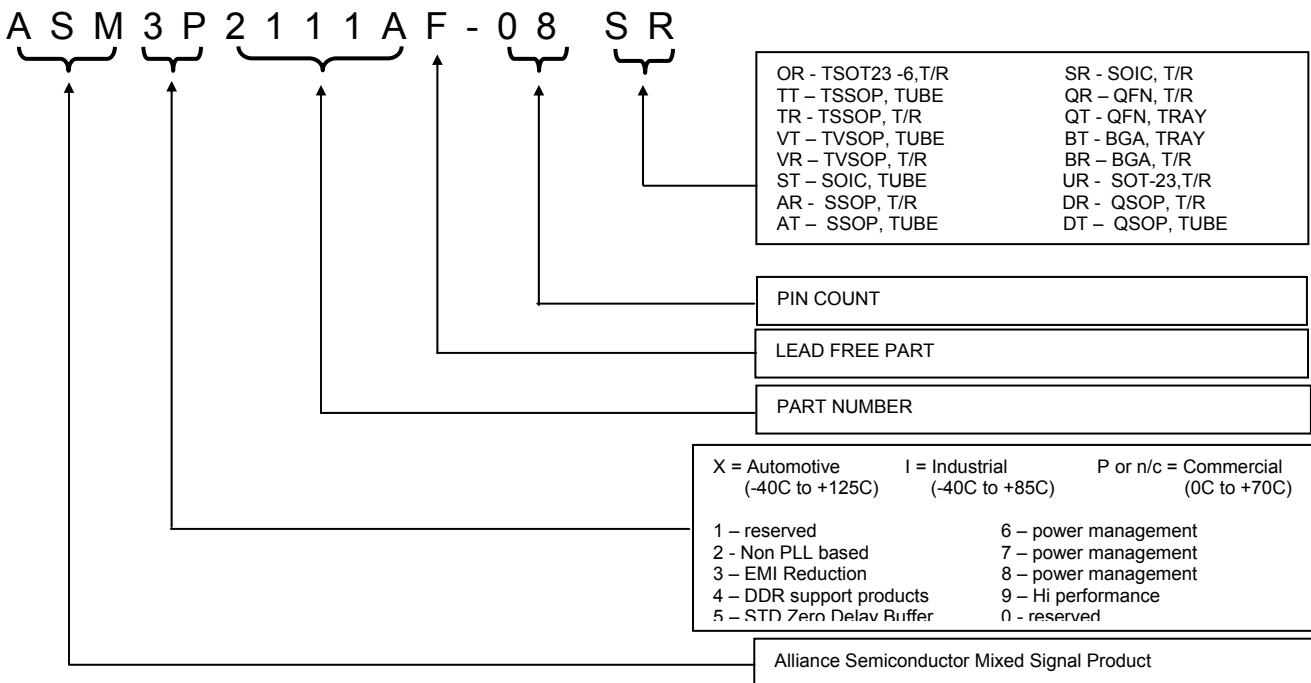 A S M 3 P 2 1 1 1 A F - 0 8 S R
OR - TSOT23 -6,T/R SR - SOIC, T/R
TT – TSSOP, TUBE QR – QFN, T/R
TR - TSSOP, T/R QT - QFN, TRAY
VT – TVSOP, TUBE BT - BGA, TRAY
VR – TVSOP, T/R BR – BGA, T/R
ST – SOIC, TUBE UR - SOT-23,T/R
AR - SSOP, T/R DR - QSOP, T/R
AT – SSOP, TUBE DT – QSOP, TUBE
PIN COUNT
LEAD FREE PART
PART NUMBER
X = Automotive I = Industrial P or n/c = Commercial
(-40C to +125C) (-40C to +85C) (0C to +70C)
1 – reserved 6 – power management
2 - Non PLL based 7 – power management
3 – EMI Reduction 8 – power management
4 – DDR support products 9 – Hi performance
5 – STD Zero Delay Buffer 0 - reserved
Alliance Semiconductor Mixed Signal Product